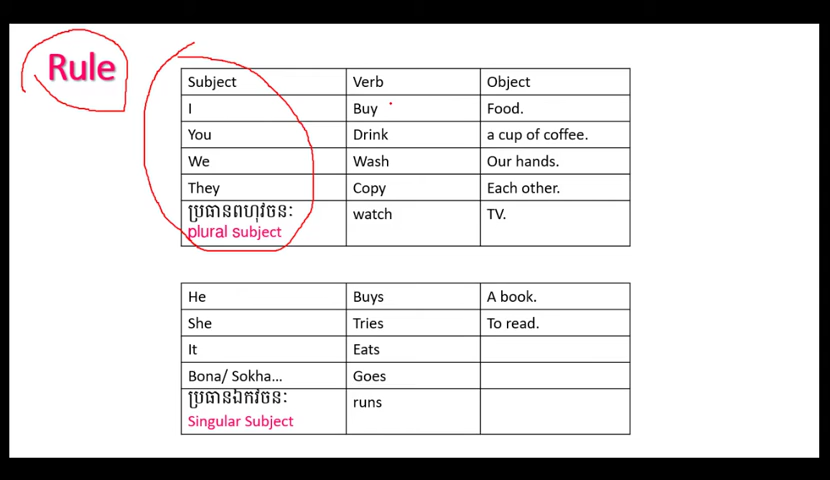 Rule
Subject Verb Object
I Buy Food.
You Drink a cup of coffee.
We Wash Our hands.
They Copy Each other.
ប្រធានពហុវចនៈ watch TV.
plural subject
He Buys A book.
She Tries To read.
It Eats
Bona/ Sokha... Goes
ប្រធានឯកវចនៈ runs
Singular Subject